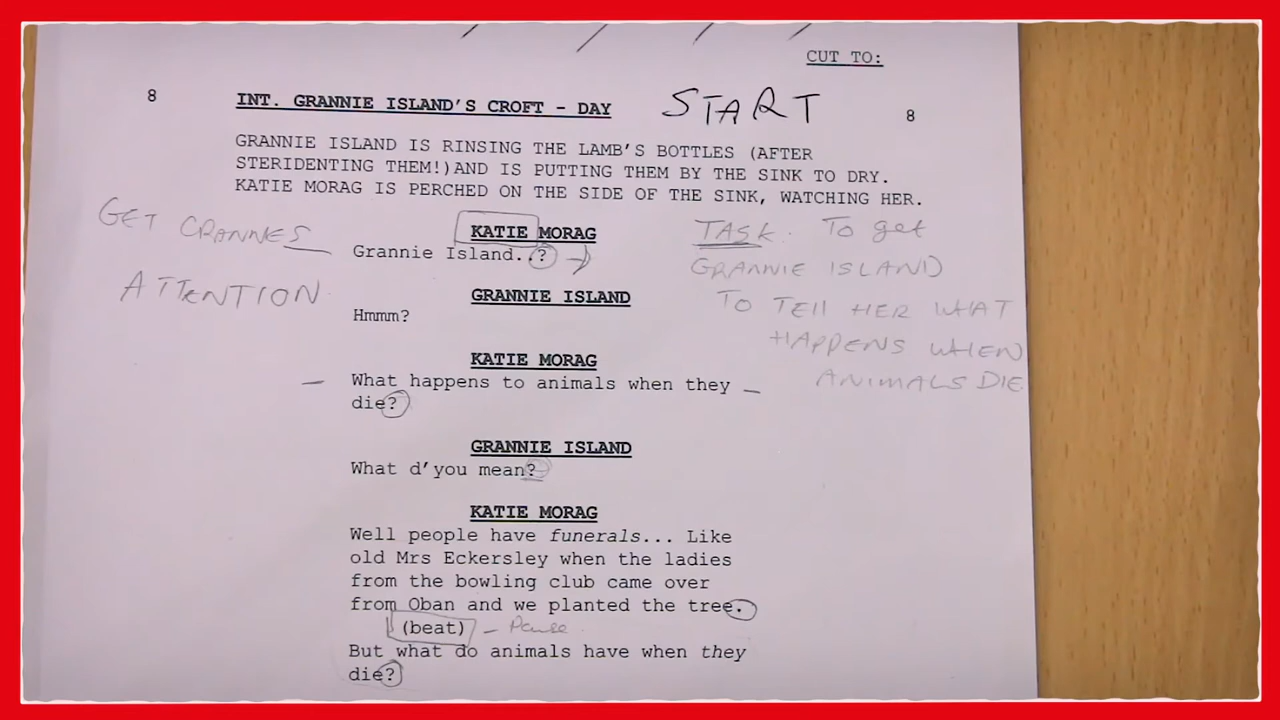 CUT TO:
8 INT. GRANNIE ISLAND'S CROFT - DAY START 8
GRANNIE ISLAND IS RINSING THE LAMB'S BOTTLES (AFTER
STERIDENTING THEM!)AND IS PUTTING THEM BY THE SINK TO DRY.
KATIE MORAG IS PERCHED ON THE SIDE OF THE SINK, WATCHING HER.
GET GRANNIES
ATTENTION
TASK. To get
GRANNIE ISLAND
TO TEll HER WHAT
HAPPENS WHEN
ANIMALS DIE
KATIE MORAG
Grannie Island..?
GRANNIE ISLAND
Hmmm?
KATIE MORAG
What happens to animals when they
die?
GRANNIE ISLAND
What d'you mean?
KATIE MORAG
Well people have funerals... Like
old Mrs Eckersley when the ladies
from the bowling club came over
from Oban and we planted the tree.
(beat) - Pause
But what do animals have when they
die?